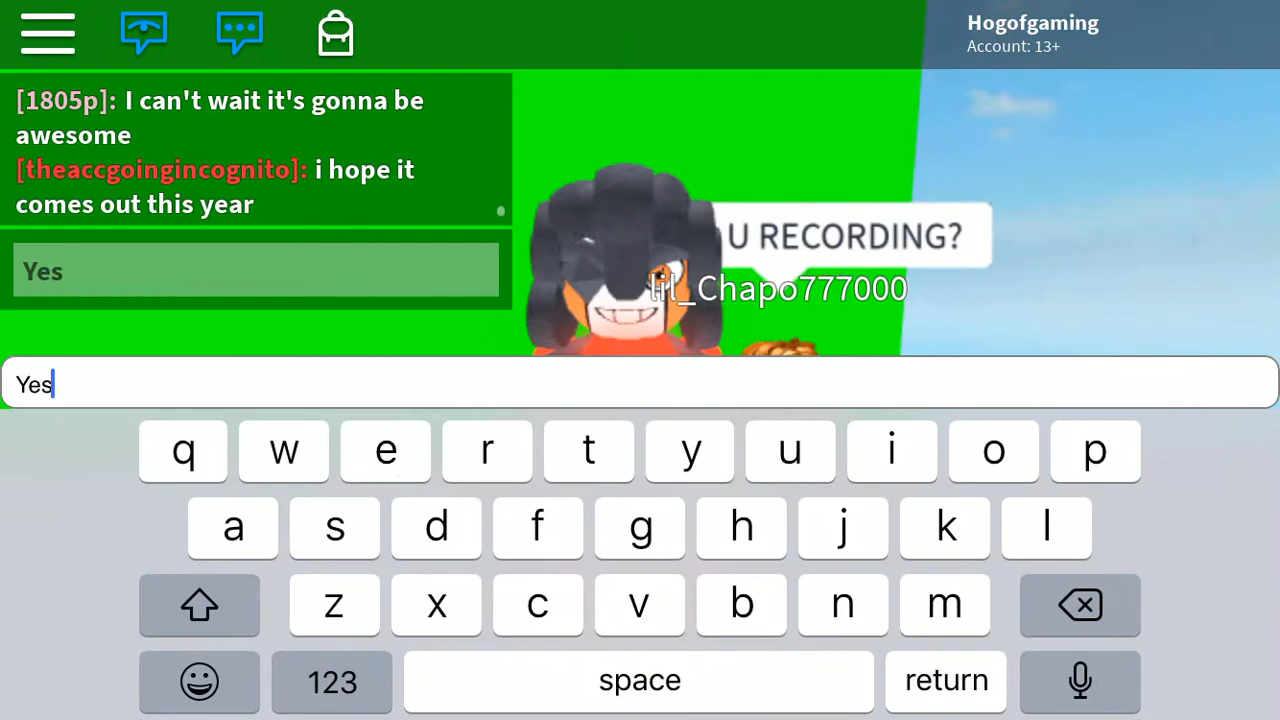 Hogofgaming
Account: 13+
[1805p]: I can't wait it's gonna be
awesome
[theaccgoingincognito]: i hope it
comes out this year
Yes
U RECORDING?
lil_Chapo777000
Yes
q w e r t y u i o p
a s d f g h j k l
z x c v b n m
123 space return